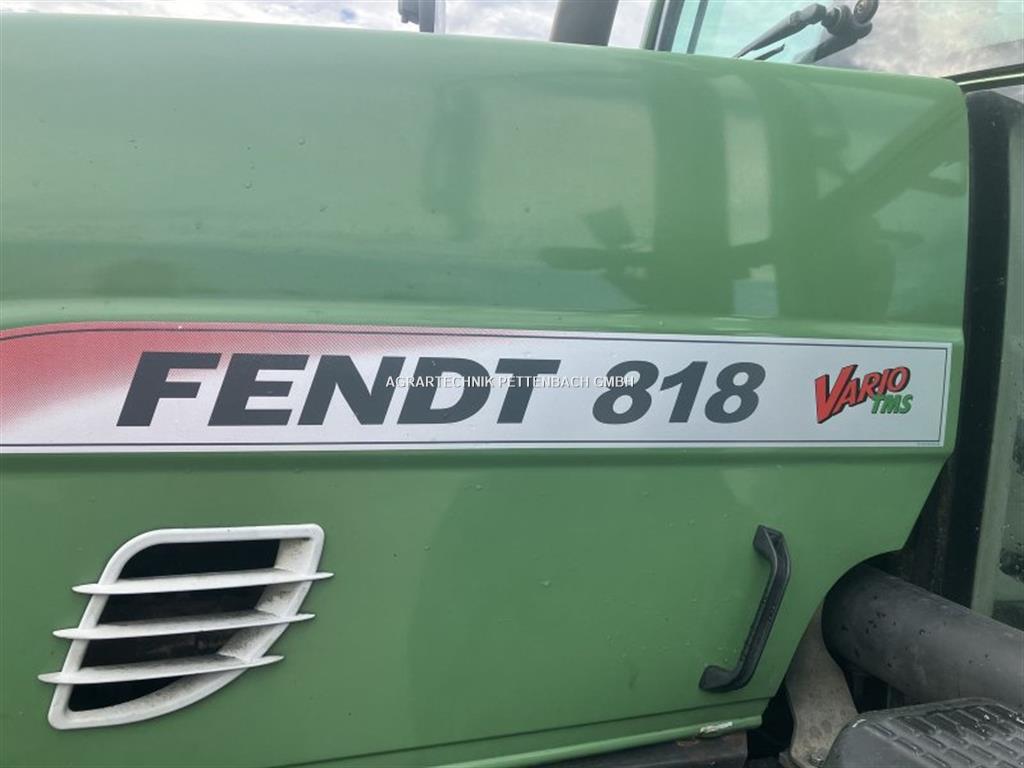 FENDT 818 VARIO
TMS
AGRARTECHNIK PETTENBACH GMBH